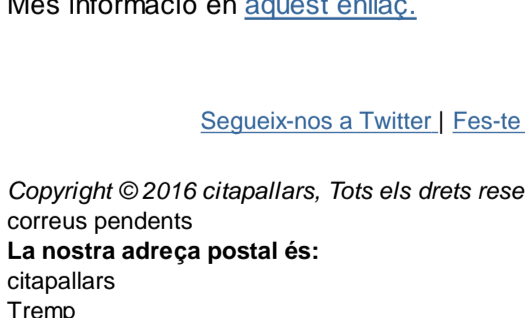 Més informació en aquest enllaç.
Segueix-nos a Twitter | Fes-te
Copyright © 2016 citapallars, Tots els drets rese
correus pendents
La nostra adreça postal és:
citapallars
Tremp